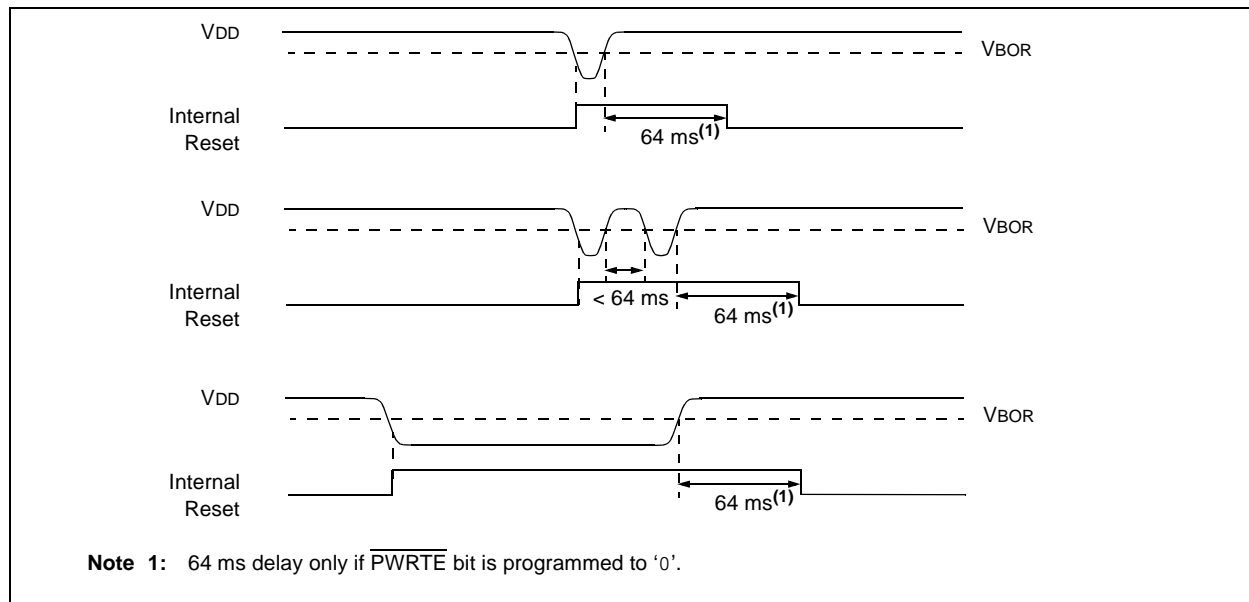 VDD
VBOR
Internal
Reset
64 ms(1)
VDD
VBOR
Internal
Reset
< 64 ms
64 ms(1)
VDD
VBOR
Internal
Reset
64 ms(1)
Note 1: 64 ms delay only if PWRTE bit is programmed to ‘0’.